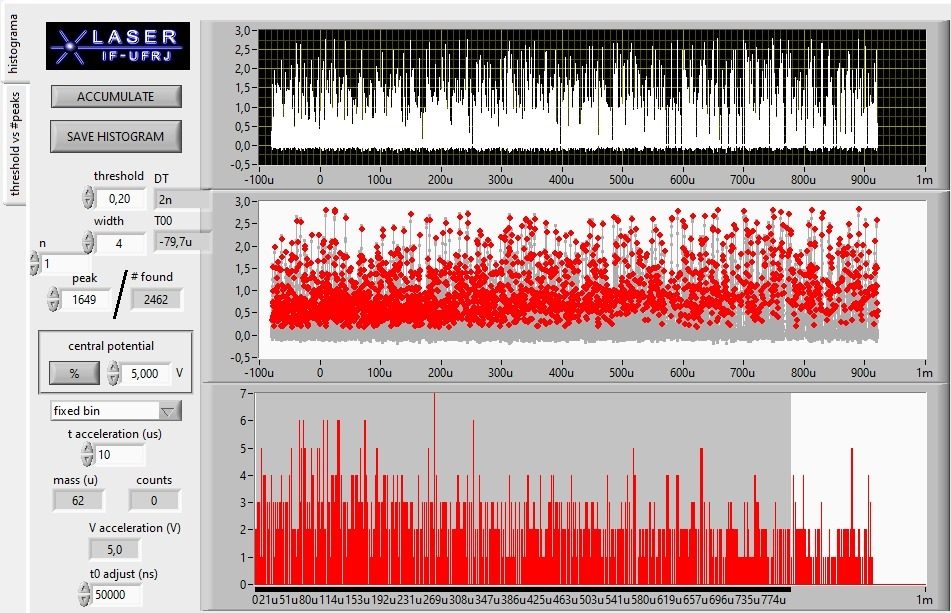 histograma
threshold vs #peaks
LASER
IF-UFRJ
ACCUMULATE
SAVE HISTOGRAM
threshold DT
0,20 2n
width T00
4 -79,7u
n
1
peak # found
1649 / 2462
central potential
% 5,000 V
fixed bin
t acceleration (us)
10
mass (u) counts
62 0
V acceleration (V)
5,0
t0 adjust (ns)
50000
3,0
2,5
2,0
1,5
1,0
0,5
0,0
-0,5
-100u 0 100u 200u 300u 400u 500u 600u 700u 800u 900u 1m
3,0
2,5
2,0
1,5
1,0
0,5
0,0
-0,5
-100u 0 100u 200u 300u 400u 500u 600u 700u 800u 900u 1m
7
6
5
4
3
2
1
0
021u51u80u114u153u192u231u269u308u347u386u425u463u503u541u580u619u657u696u735u774u 1m